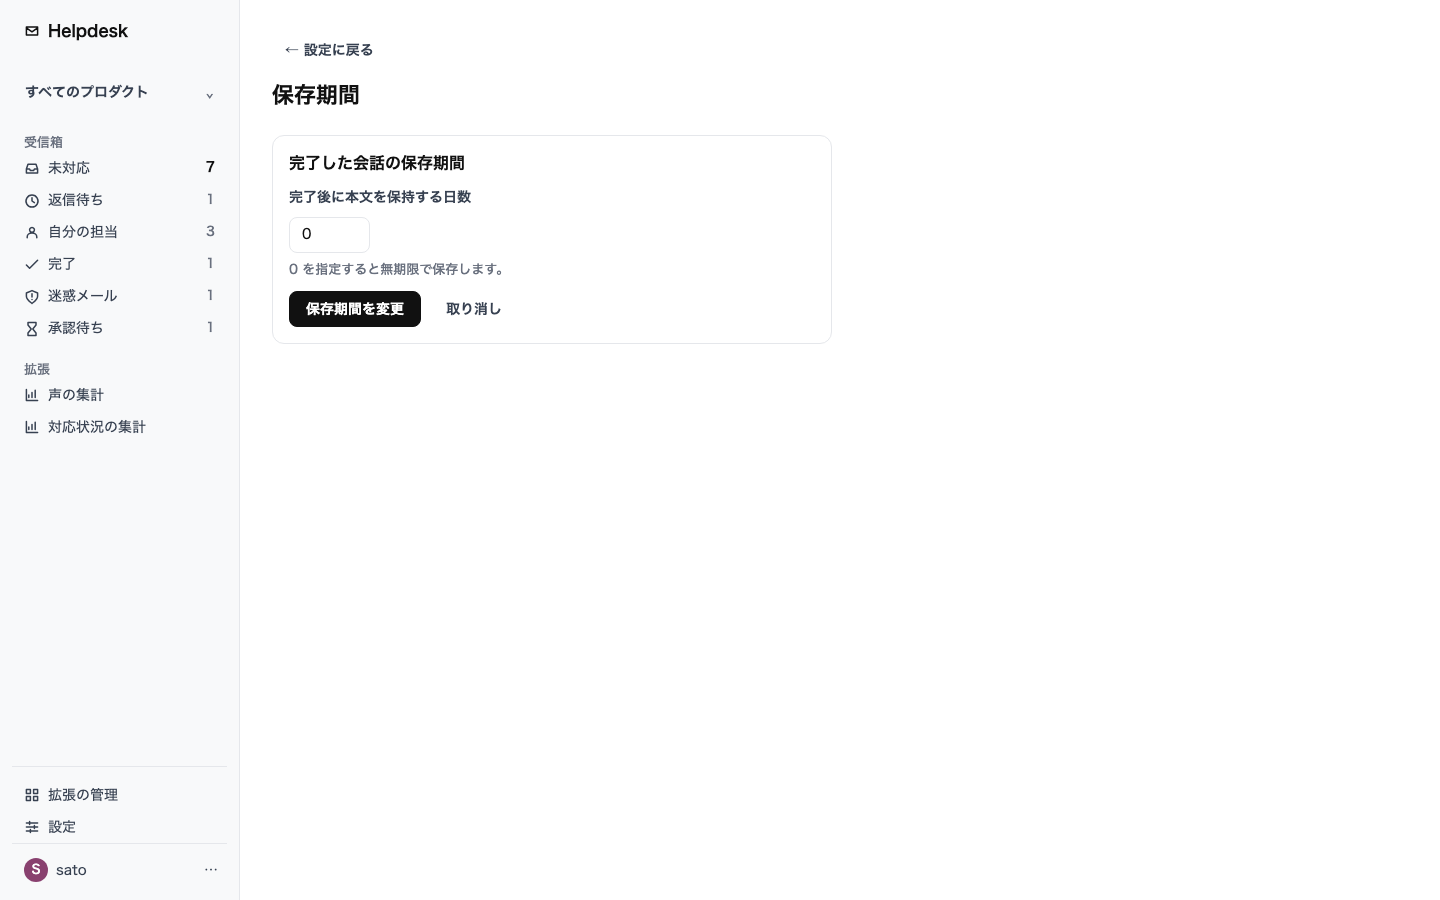 Helpdesk
すべてのプロダクト
受信箱
未対応 7
返信待ち 1
自分の担当 3
完了 1
迷惑メール 1
承認待ち 1
拡張
声の集計
対応状況の集計
拡張の管理
設定
S sato ...
← 設定に戻る
保存期間
完了した会話の保存期間
完了後に本文を保持する日数
0
0 を指定すると無期限で保存します。
保存期間を変更 取り消し